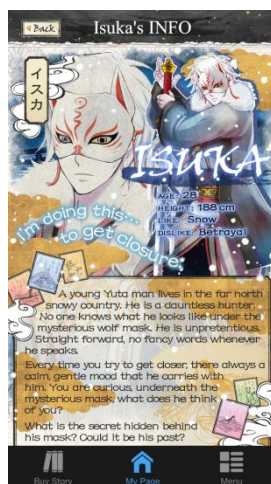 Back
Isuka's INFO
イスカ
ISUKA
AGE: 28
HEIGHT: 188cm
LIKE: Snow
DISLIKE: Betrayal
I'm doing this…
to get closure.
A young Yuta man lives in the far north
snowy country. He is a dauntless hunter.
No one knows what he looks like under the
mysterious wolf mask. He is unpretentious.
Straight forward, no fancy words whenever
he speaks.
Every time you try to get closer, there always a
calm, gentle mood that he carries with
him. You are curious, underneath the
mysterious mask, what does he think
of you?
What is the secret hidden behind
his mask? Could it be his past?
Buy Story
My Page
Menu